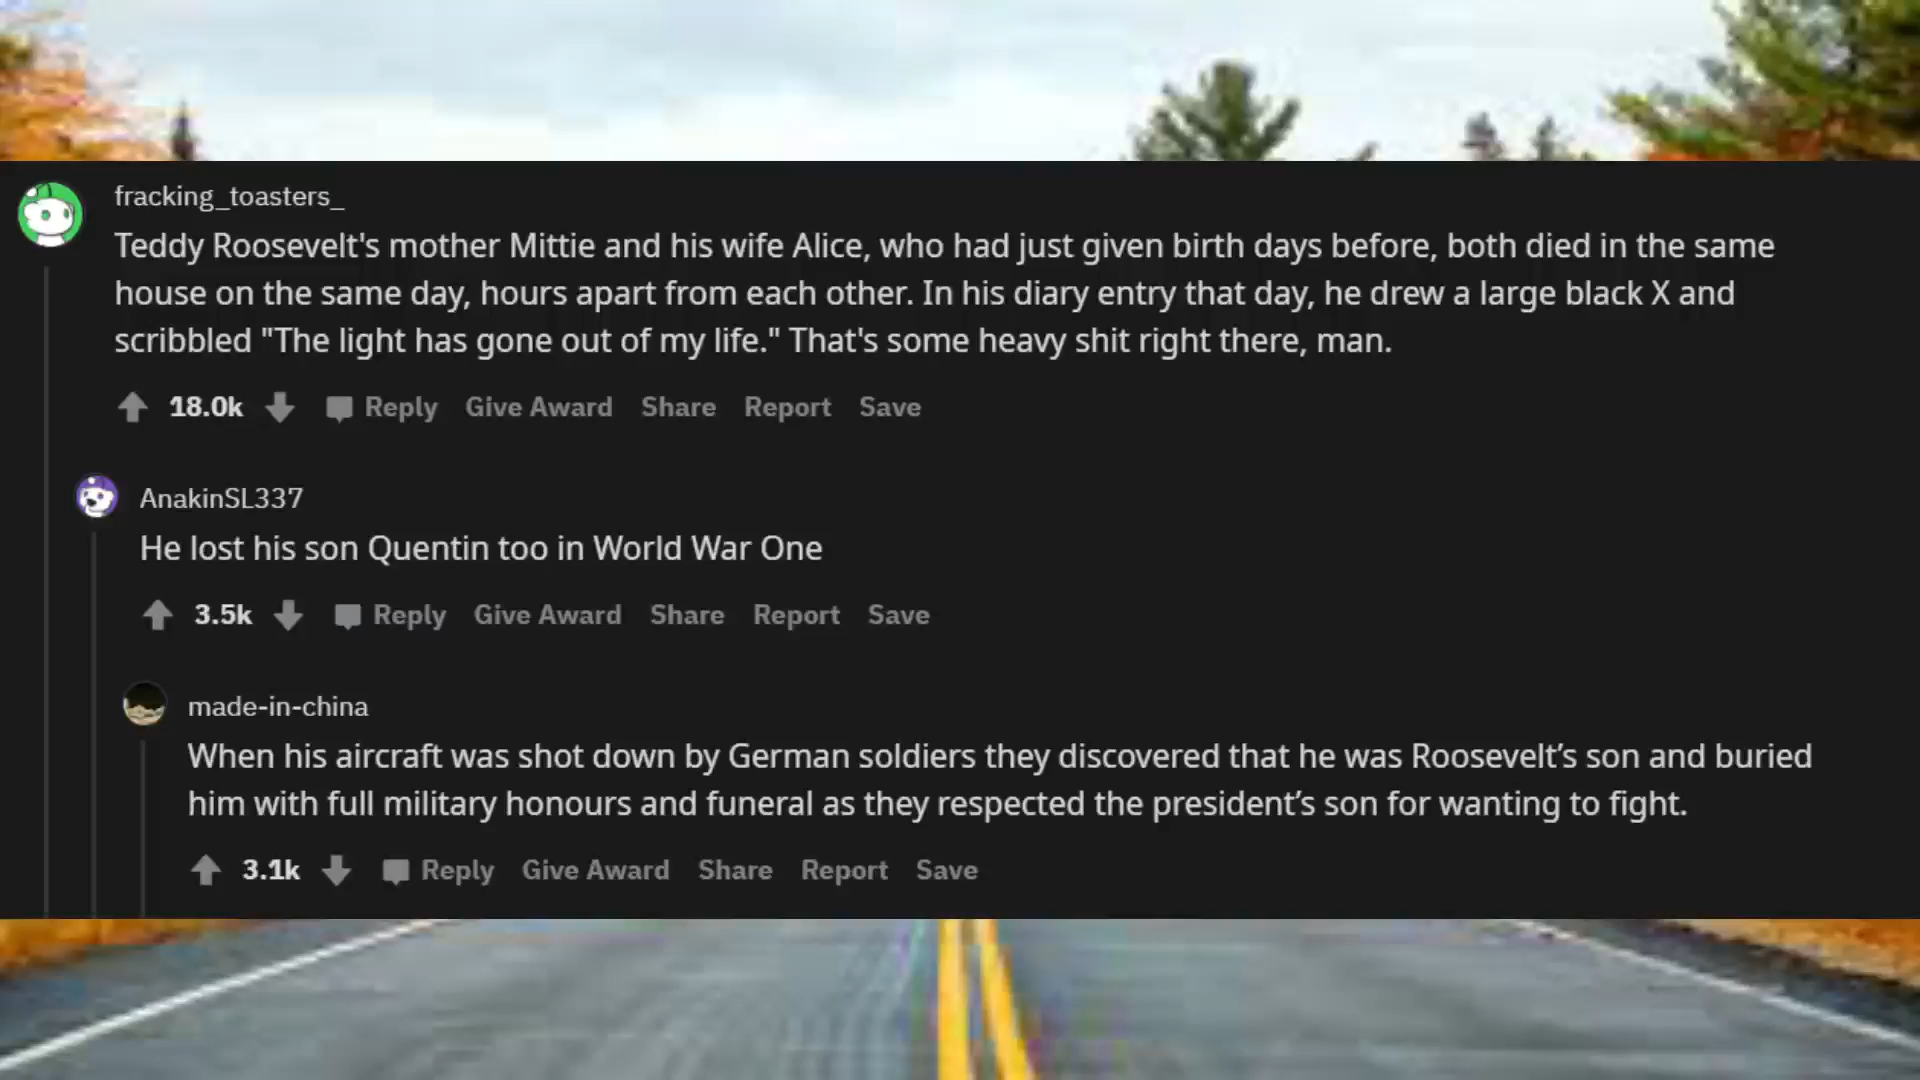 fracking_toasters_
Teddy Roosevelt's mother Mittie and his wife Alice, who had just given birth days before, both died in the same
house on the same day, hours apart from each other. In his diary entry that day, he drew a large black X and
scribbled "The light has gone out of my life." That's some heavy shit right there, man.
18.0k Reply Give Award Share Report Save
AnakinSL337
He lost his son Quentin too in World War One
3.5k Reply Give Award Share Report Save
made-in-china
When his aircraft was shot down by German soldiers they discovered that he was Roosevelt’s son and buried
him with full military honours and funeral as they respected the president’s son for wanting to fight.
3.1k Reply Give Award Share Report Save